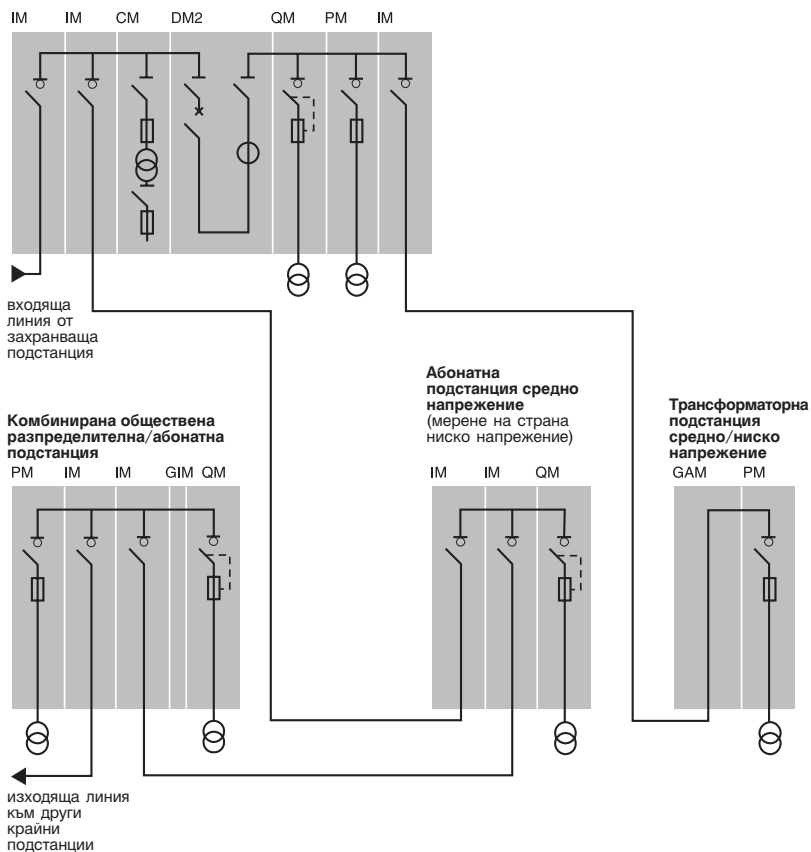 IM IM CM DM2 QM PM IM
входяща
линия от
захранваща
подстанция
Комбинирана обществена
разпределителна/абонатна
подстанция
PM IM IM GIM QM
Абонатна
подстанция средно
напрежение
(мерене на страна
ниско напрежение)
IM IM QM
Трансформаторна
подстанция
средно/ниско
напрежение
GAM PM
изходяща линия
към други
крайни
подстанции